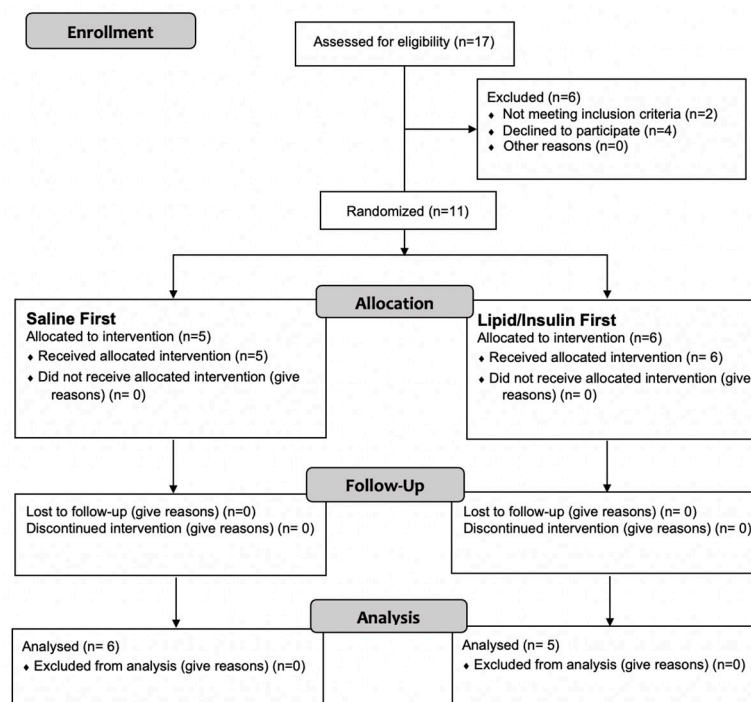 Enrollment
Assessed for eligibility (n=17)
Excluded (n=6)
♦ Not meeting inclusion criteria (n=2)
♦ Declined to participate (n=4)
♦ Other reasons (n=0)
Randomized (n=11)
Allocation
Saline First
Allocated to intervention (n=5)
♦ Received allocated intervention (n=5)
♦ Did not receive allocated intervention (give
reasons) (n= 0)
Lipid/Insulin First
Allocated to intervention (n=6)
♦ Received allocated intervention (n= 6)
♦ Did not receive allocated intervention (give
reasons) (n= 0)
Follow-Up
Lost to follow-up (give reasons) (n=0)
Discontinued intervention (give reasons) (n= 0)
Lost to follow-up (give reasons) (n= 0)
Discontinued intervention (give reasons) (n= 0)
Analysis
Analysed (n= 6)
♦ Excluded from analysis (give reasons) (n=0)
Analysed (n= 5)
♦ Excluded from analysis (give reasons) (n=0)